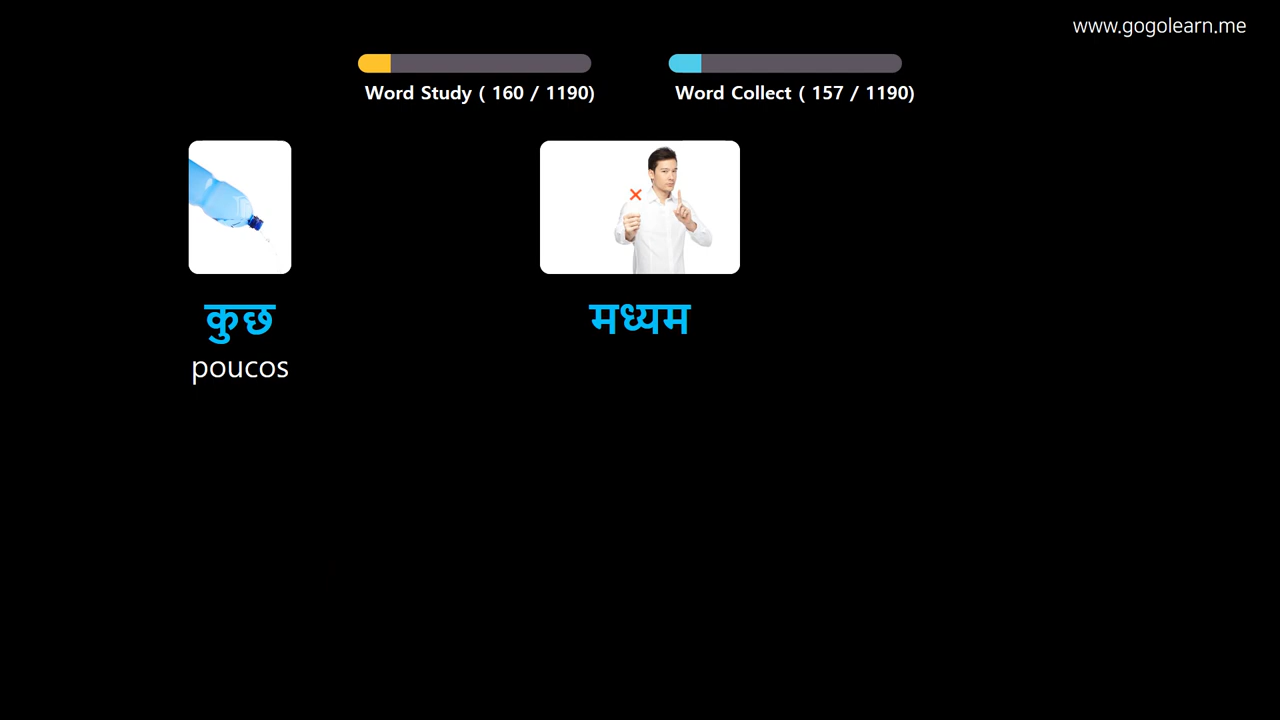 www.gogolearn.me
Word Study ( 160 / 1190)
Word Collect ( 157 / 1190)
कुछ
poucos
मध्यम